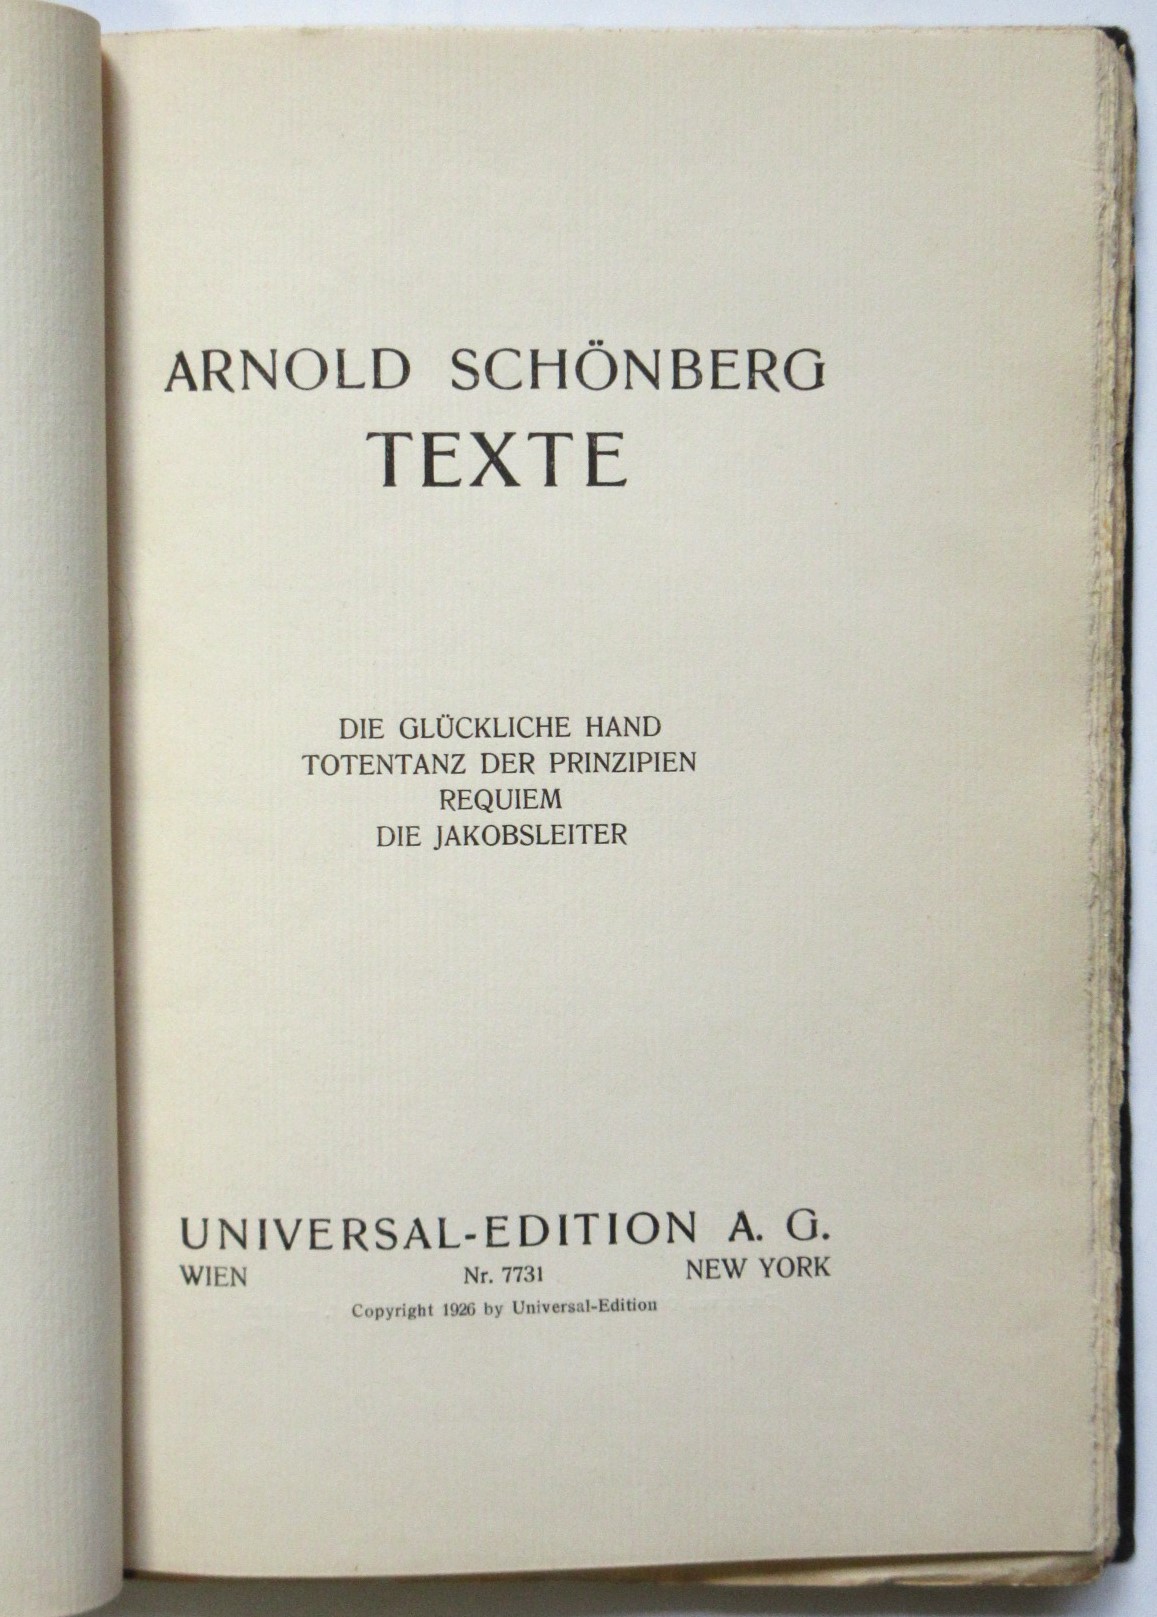 ARNOLD SCHÖNBERG
TEXTE
DIE GLÜCKLICHE HAND
TOTENTANZ DER PRINZIPIEN
REQUIEM
DIE JAKOBSLEITER
UNIVERSAL-EDITION A. G.
WIEN Nr. 7731 NEW YORK
Copyright 1926 by Universal-Edition